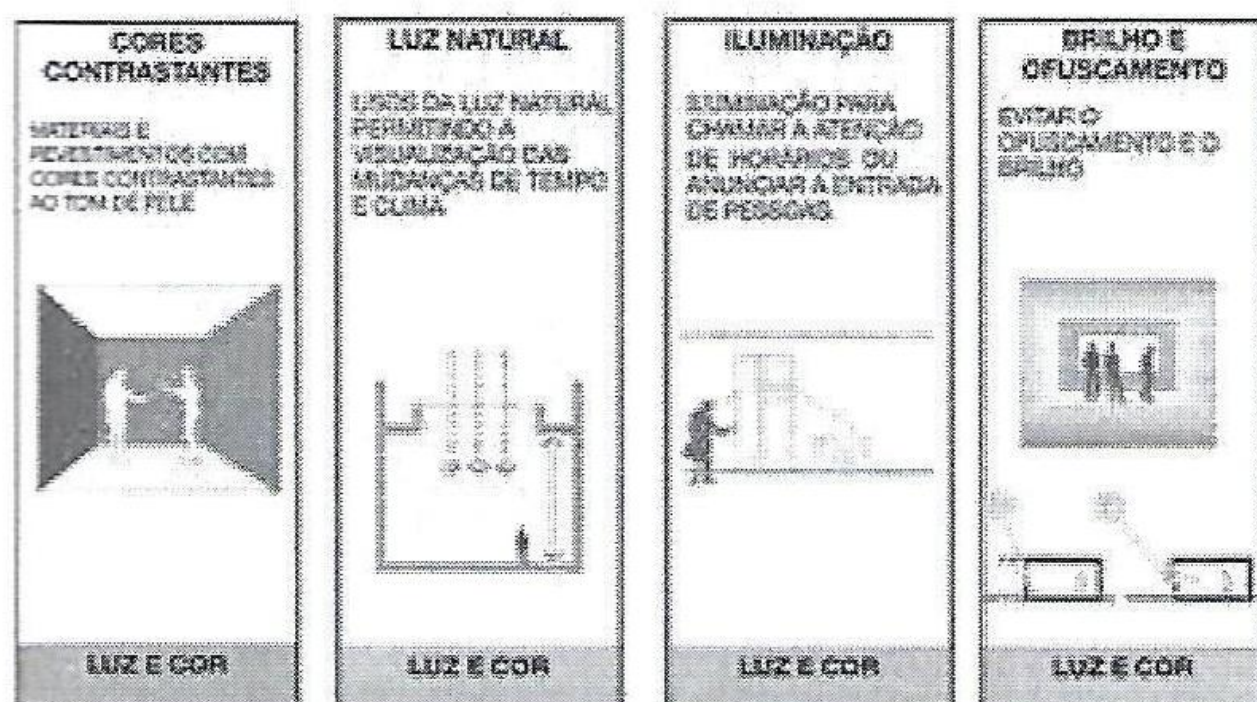 CORES
CONTRASTANTES
MATERIAIS E
REVESTIMENTOS COM
CORES CONTRASTANTES
AO TOM DE PELE
LUZ E COR
LUZ NATURAL
USOS DA LUZ NATURAL
PERMITINDO A
VISUALIZAÇÃO DAS
MUDANÇAS DE TEMPO
E CLIMA
LUZ E COR
ILUMINAÇÃO
ILUMINAÇÃO PARA
CHAMAR A ATENÇÃO
DE HORÁRIOS OU
ANUNCIAR A ENTRADA
DE PESSOAS.
LUZ E COR
BRILHO E
OFUSCAMENTO
EVITAR O
OFUSCAMENTO E O
BRILHO
LUZ E COR